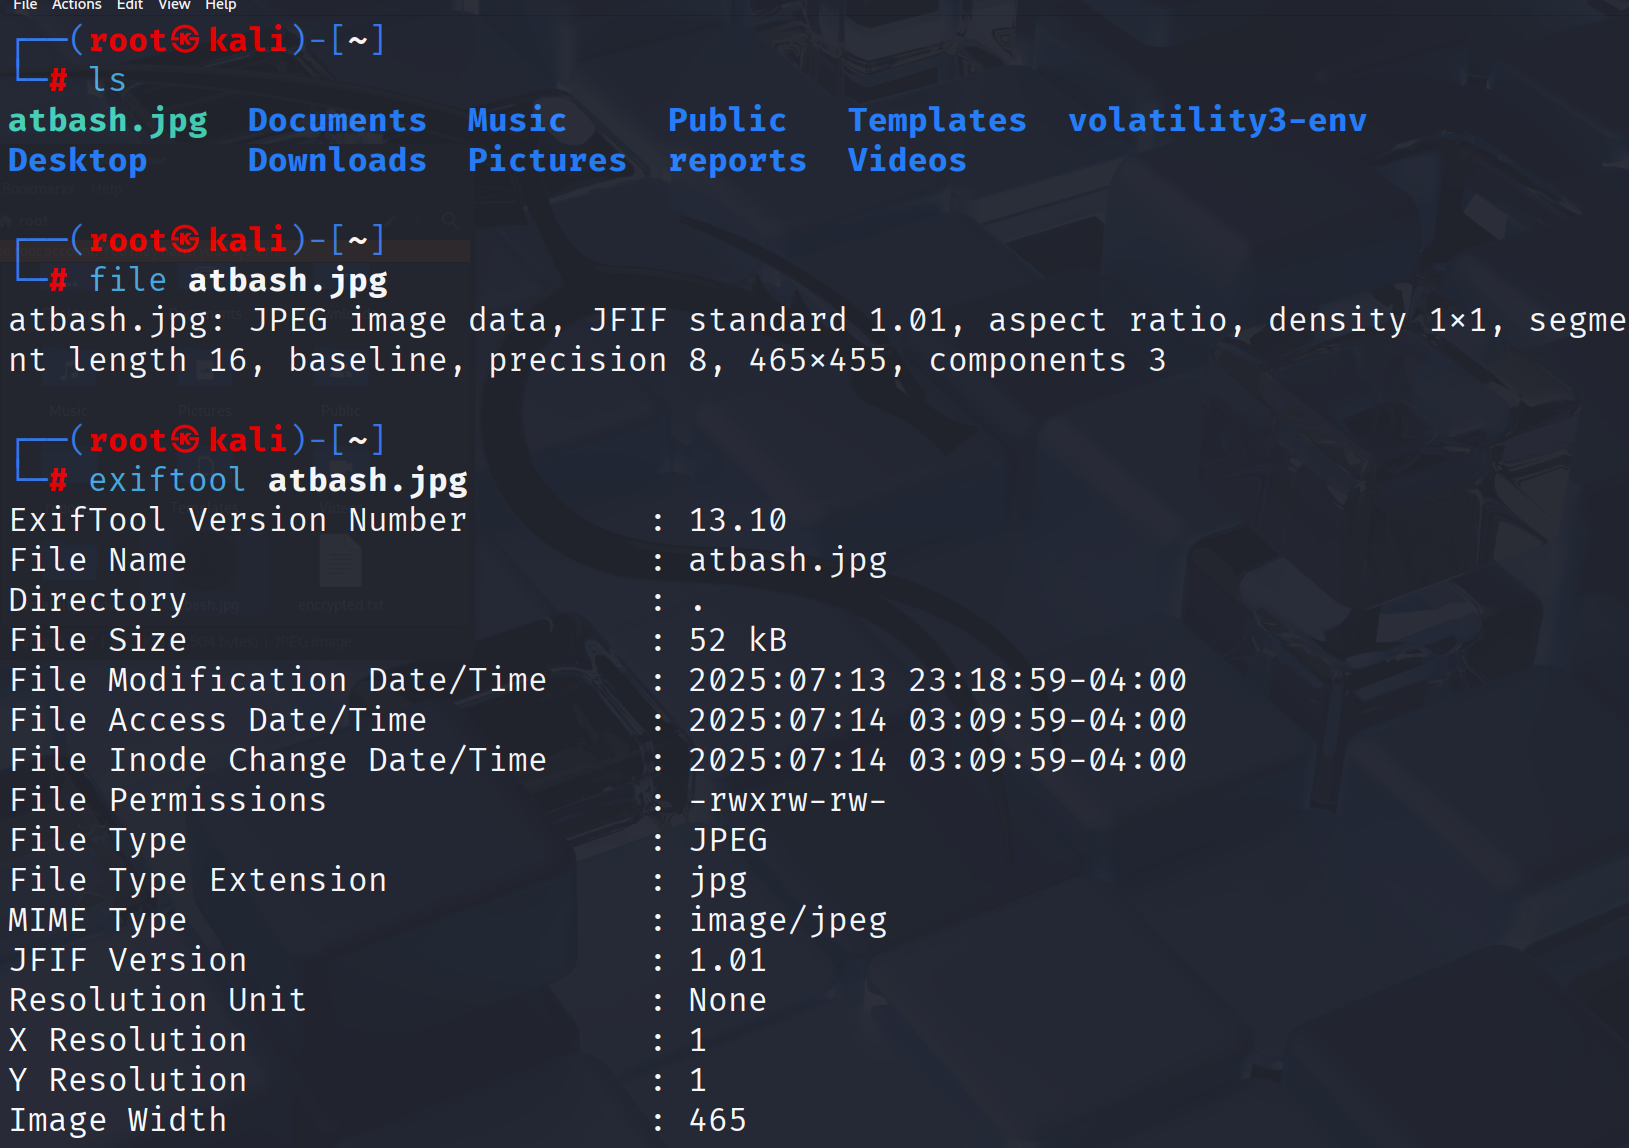 File Actions Edit View Help
┌──(root㉿kali)-[~]
└─# ls
atbash.jpg Documents Music Public Templates volatility3-env
Desktop Downloads Pictures reports Videos
┌──(root㉿kali)-[~]
└─# file atbash.jpg
atbash.jpg: JPEG image data, JFIF standard 1.01, aspect ratio, density 1×1, segme
nt length 16, baseline, precision 8, 465×455, components 3
┌──(root㉿kali)-[~]
└─# exiftool atbash.jpg
ExifTool Version Number : 13.10
File Name : atbash.jpg
Directory : .
File Size : 52 kB
File Modification Date/Time : 2025:07:13 23:18:59-04:00
File Access Date/Time : 2025:07:14 03:09:59-04:00
File Inode Change Date/Time : 2025:07:14 03:09:59-04:00
File Permissions : -rwxrw-rw-
File Type : JPEG
File Type Extension : jpg
MIME Type : image/jpeg
JFIF Version : 1.01
Resolution Unit : None
X Resolution : 1
Y Resolution : 1
Image Width : 465